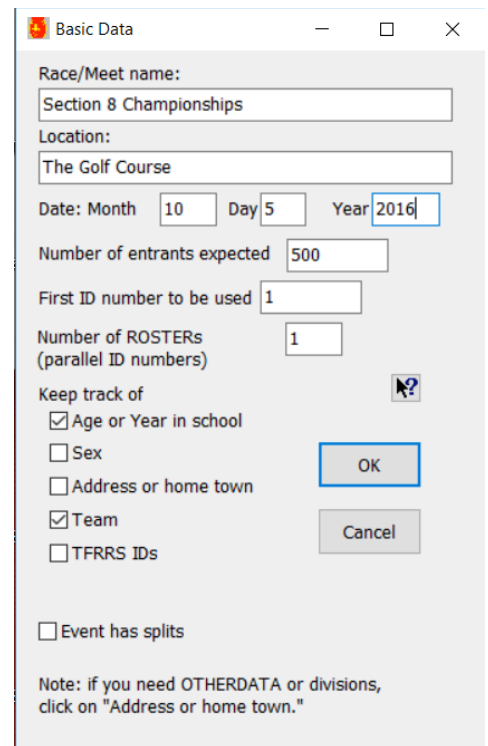 Basic Data
Race/Meet name:
Section 8 Championships
Location:
The Golf Course
Date: Month 10 Day 5 Year 2016
Number of entrants expected 500
First ID number to be used 1
Number of ROSTERs 1
(parallel ID numbers)
Keep track of
Age or Year in school
Sex
OK
Address or home town
Team
Cancel
TFRRS IDs
Event has splits
Note: if you need OTHERDATA or divisions,
click on "Address or home town."